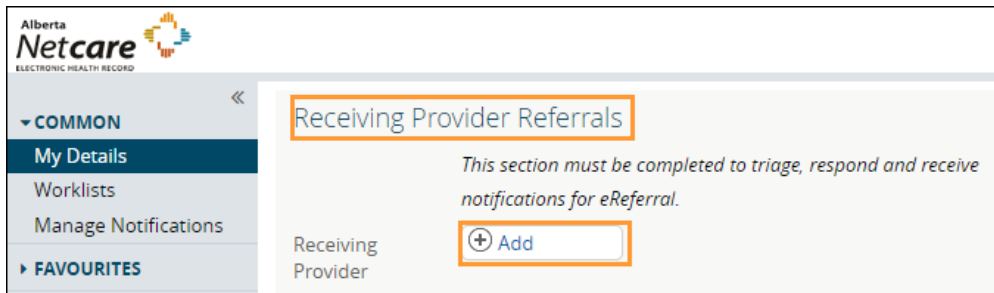 Alberta
Netcare
ELECTRONIC HEALTH RECORD
«
COMMON
My Details
Worklists
Manage Notifications
FAVOURITES
Receiving Provider Referrals
This section must be completed to triage, respond and receive
notifications for eReferral.
Receiving
Provider
Add